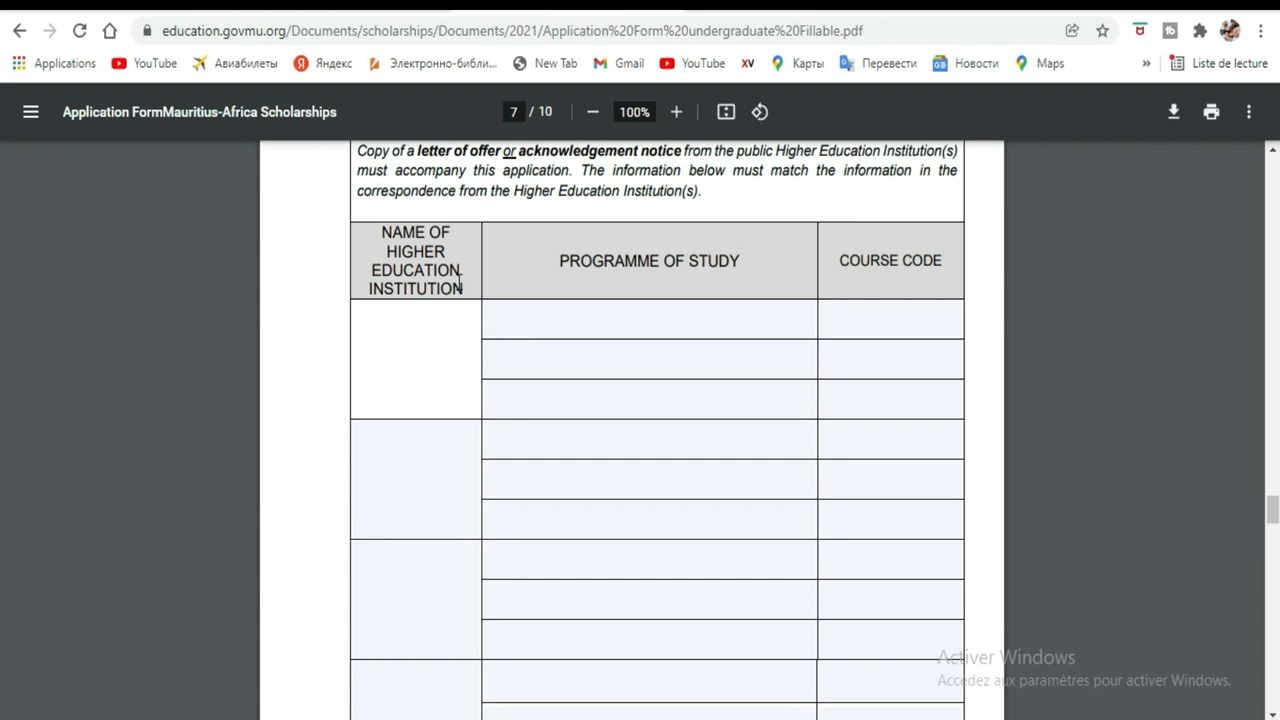 education.govmu.org/Documents/scholarships/Documents/2021/Application%20Form%20undergraduate%20Fillable.pdf
Applications YouTube Авиабилеты Яндекс Электронно-библи... New Tab Gmail YouTube XV Карты Перевести Новости Maps » Liste de lecture
Application FormMauritius-Africa Scholarships 7 / 10 100%
Copy of a letter of offer or acknowledgement notice from the public Higher Education Institution(s)
must accompany this application. The information below must match the information in the
correspondence from the Higher Education Institution(s).
NAME OF
HIGHER
EDUCATION
INSTITUTION
PROGRAMME OF STUDY
COURSE CODE
Activer Windows
Accédez aux paramètres pour activer Windows.